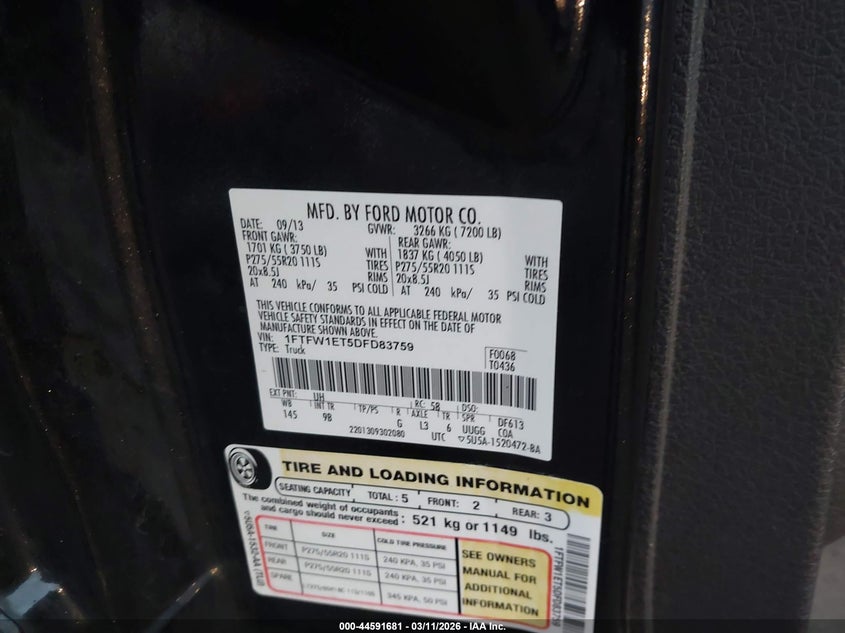 MFD. BY FORD MOTOR CO.
DATE: 09/13 GVWR: 3266 KG ( 7200 LB)
FRONT GAWR: REAR GAWR:
1701 KG ( 3750 LB) WITH 1837 KG ( 4050 LB) WITH
P275/55R20 111S TIRES P275/55R20 111S TIRES
20x8.5J RIMS 20x8.5J RIMS
AT 240 kPa/ 35 PSI COLD AT 240 kPa/ 35 PSI COLD
THIS VEHICLE CONFORMS TO ALL APPLICABLE FEDERAL MOTOR
VEHICLE SAFETY STANDARDS IN EFFECT ON THE DATE OF
MANUFACTURE SHOWN ABOVE.
VIN: 1FTFW1ET5DFD83759 F0068
TYPE: Truck T0436
EXT PNT: UH RC: 58 DSO:
WB INT TR TP/PS R AXLE TR SPR DF613
145 9B G L3 6 UUGG COA
2201309302080 UTC 5U5A-1520472-BA
TIRE AND LOADING INFORMATION
SEATING CAPACITY TOTAL: 5 FRONT: 2 REAR: 3
The combined weight of occupants
and cargo should never exceed: 521 kg or 1149 lbs.
TIRE SIZE COLD TIRE PRESSURE
FRONT P275/55R20 111S 240 KPA, 35 PSI
REAR P275/55R20 111S 240 KPA, 35 PSI
SPARE 345 KPA, 50 PSI
SEE OWNERS
MANUAL FOR
ADDITIONAL
INFORMATION
000-44591681 - 03/11/2026 - IAA Inc.